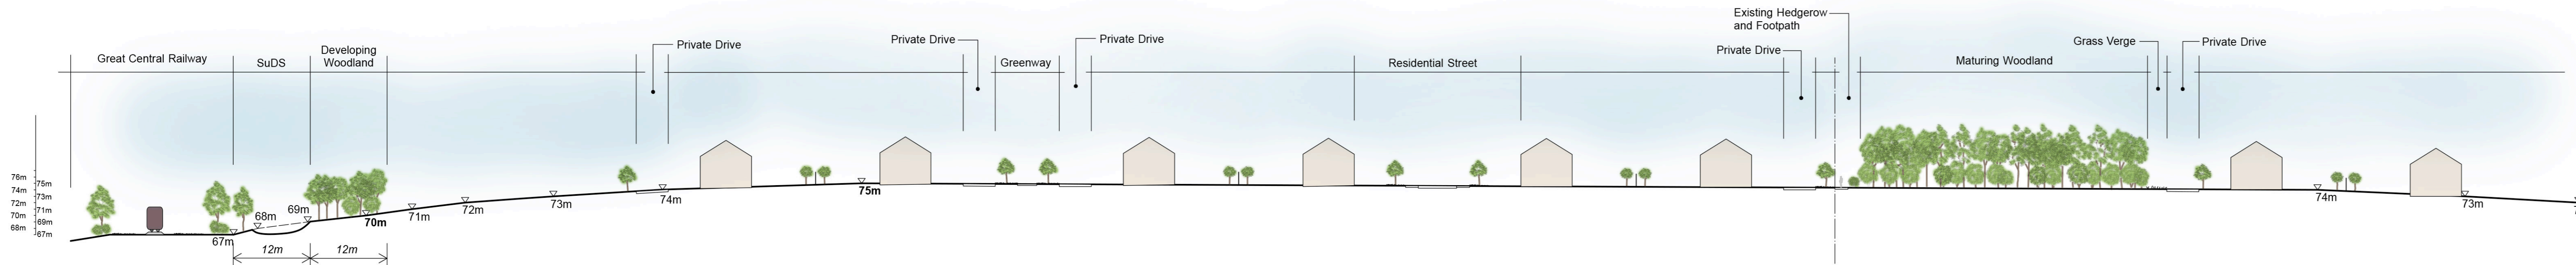 Existing Hedgerow
and Footpath
Private Drive
Private Drive
Private Drive
Grass Verge
Private Drive
Developing
Woodland
Private Drive
Great Central Railway
SuDS
Greenway
Residential Street
Maturing Woodland
76m
75m
74m
73m
72m
71m
70m
69m
68m
67m
67m
68m
69m
70m
71m
72m
73m
74m
75m
74m
73m
12m
12m